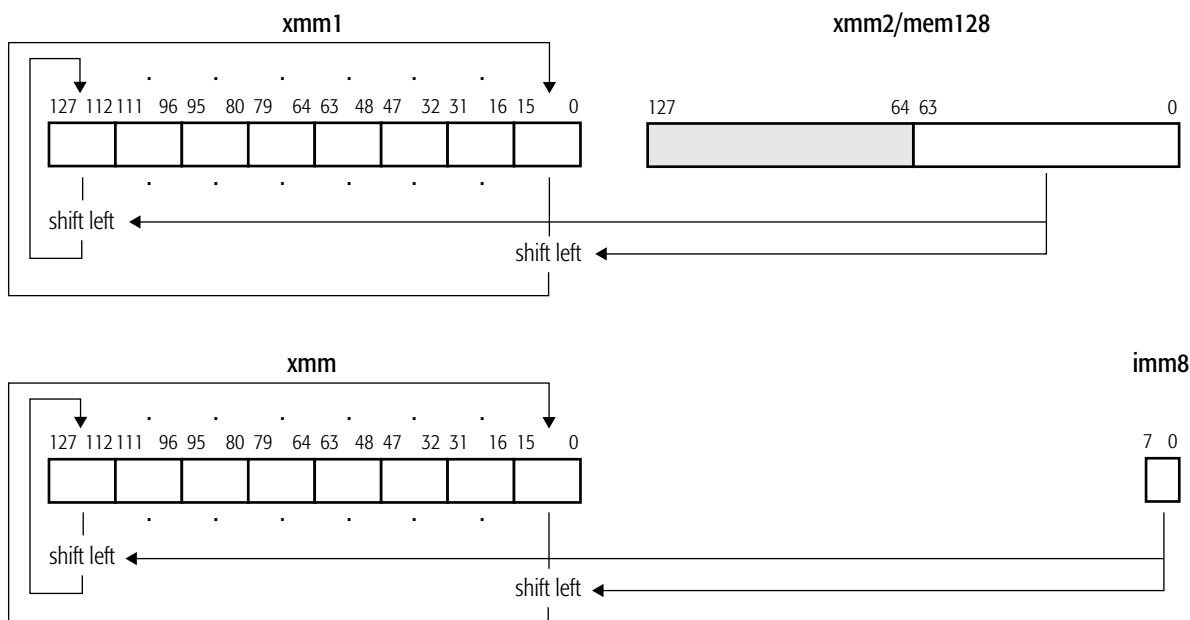 xmm1 xmm2/mem128
. . . . . .
127 112 111 96 95 80 79 64 63 48 47 32 31 16 15 0 127 64 63 0
. . . . . .
shift left
shift left
xmm imm8
. . . . . .
127 112 111 96 95 80 79 64 63 48 47 32 31 16 15 0 7 0
. . . . . .
shift left
shift left